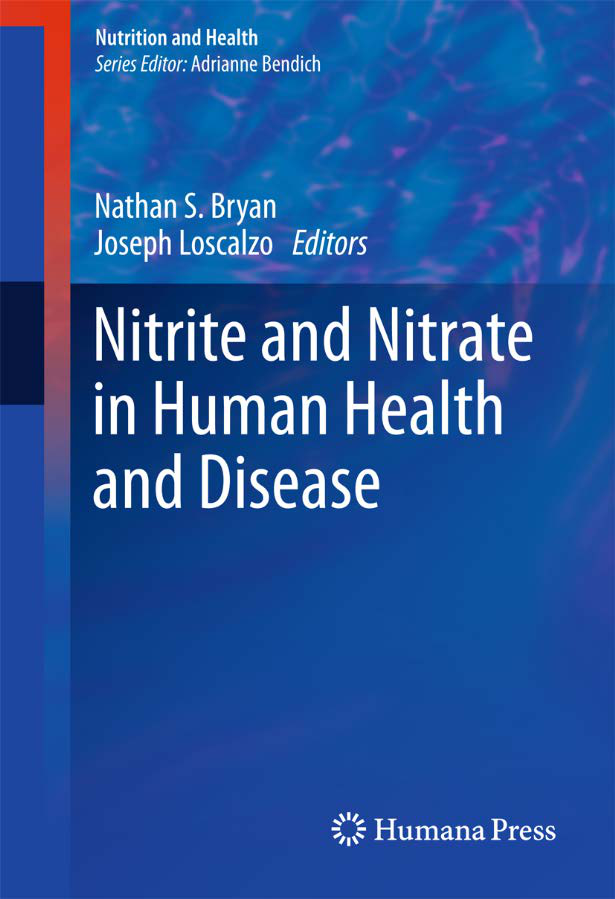 Nutrition and Health
Series Editor: Adrianne Bendich
Nathan S. Bryan
Joseph Loscalzo Editors
Nitrite and Nitrate
in Human Health
and Disease
Humana Press